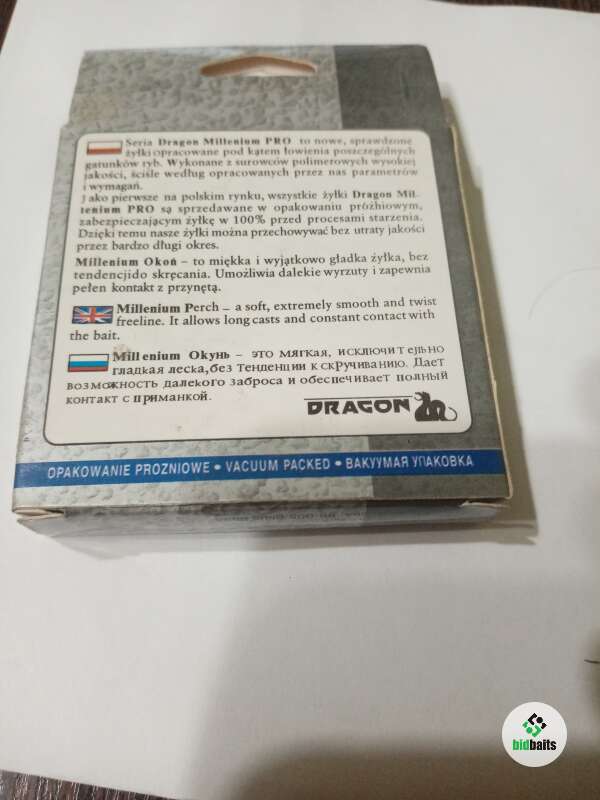 Seria Dragon Millenium PRO to nowe, sprawdzone
żyłki opracowane pod kątem łowienia poszczególnych
gatunków ryb. Wykonane z surowców polimerowych wysokiej
jakości, ściśle według opracowanych przez nas parametrów
i wymagań.
Jako pierwsze na polskim rynku, wszystkie żyłki Dragon Mil-
lenium PRO są sprzedawane w opakowaniu próżniowym,
zabezpieczającym żyłkę w 100% przed procesami starzenia.
Dzięki temu nasze żyłki można przechowywać bez utraty jakości
przez bardzo długi okres.
Millenium Okoń – to miękka i wyjątkowo gładka żyłka, bez
tendencjido skręcania. Umożliwia dalekie wyrzuty i zapewnia
pełen kontakt z przynętą.
Millenium Perch – a soft, extremely smooth and twist
freeline. It allows long casts and constant contact with
the bait.
Millenium Окунь – это мягкая, исключительно
гладкая леска,без тенденции к скручиванию. Дает
возможность далекого заброса и обеспечивает полный
контакт с приманкой.
DRAGON
OPAKOWANIE PROZNIOWE • VACUUM PACKED • ВАКУУМАЯ УПАКОВКА
bidbaits